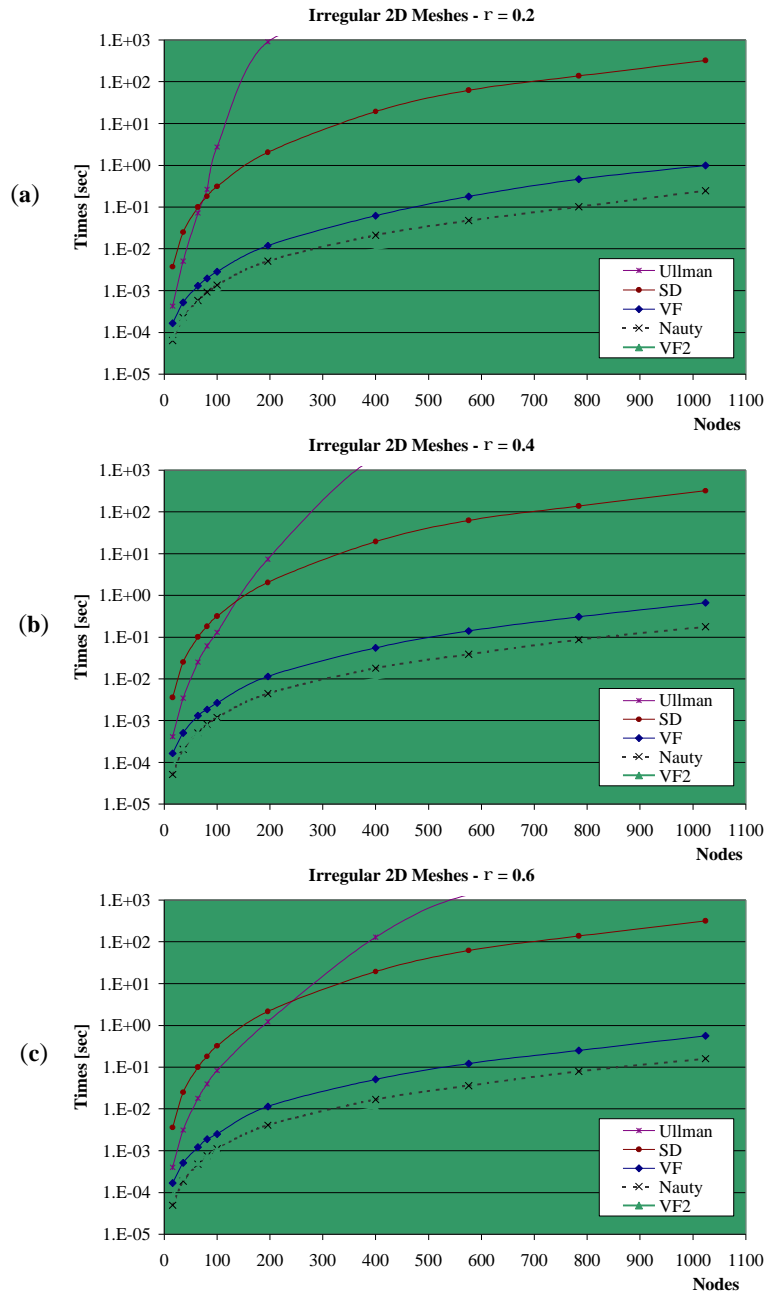 Irregular 2D Meshes - r = 0.2
1.E+03
1.E+02
1.E+01
1.E+00
1.E-01
1.E-02
1.E-03
1.E-04
1.E-05
Times [sec]
(a)
Ullman
SD
VF
Nauty
VF2
0 100 200 300 400 500 600 700 800 900 1000 1100
Nodes
Irregular 2D Meshes - r = 0.4
1.E+03
1.E+02
1.E+01
1.E+00
1.E-01
1.E-02
1.E-03
1.E-04
1.E-05
Times [sec]
(b)
Ullman
SD
VF
Nauty
VF2
0 100 200 300 400 500 600 700 800 900 1000 1100
Nodes
Irregular 2D Meshes - r = 0.6
1.E+03
1.E+02
1.E+01
1.E+00
1.E-01
1.E-02
1.E-03
1.E-04
1.E-05
Times [sec]
(c)
Ullman
SD
VF
Nauty
VF2
0 100 200 300 400 500 600 700 800 900 1000 1100
Nodes